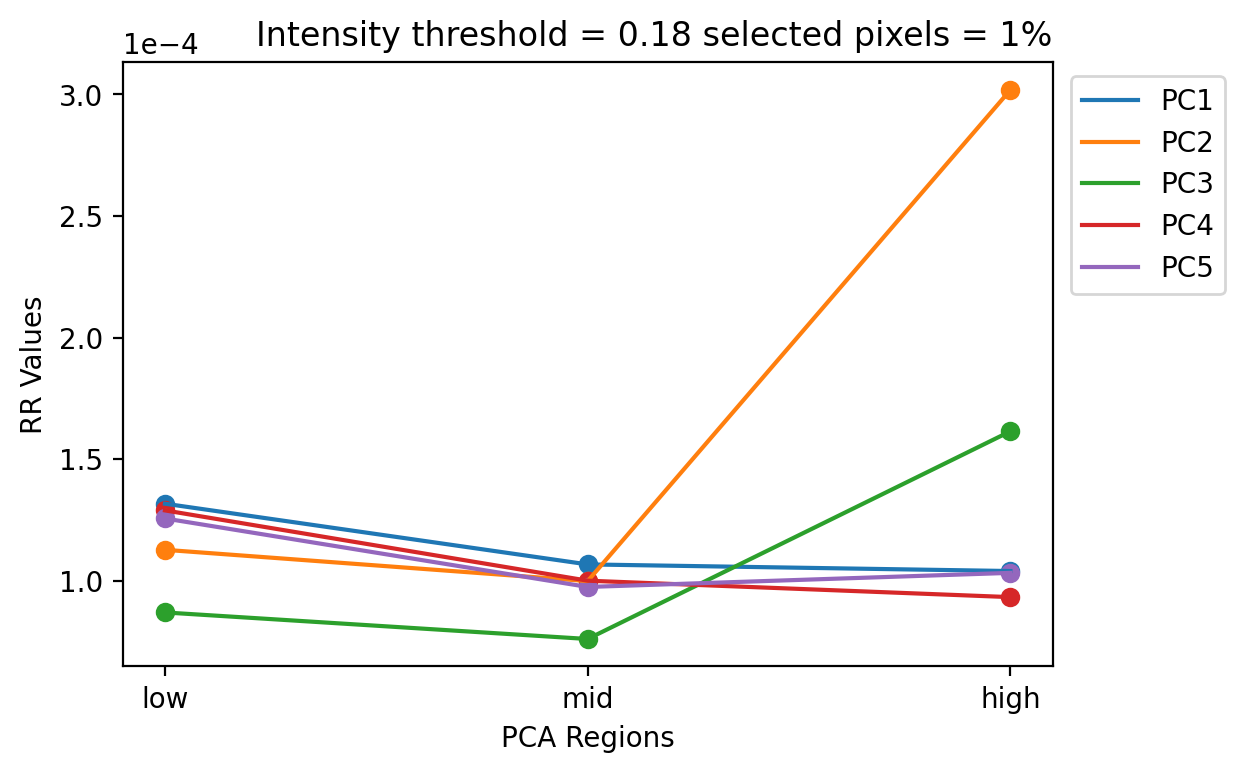 Intensity threshold = 0.18 selected pixels = 1%
1e−4
3.0
2.5
2.0
1.5
1.0
RR Values
low
mid
high
PCA Regions
PC1
PC2
PC3
PC4
PC5